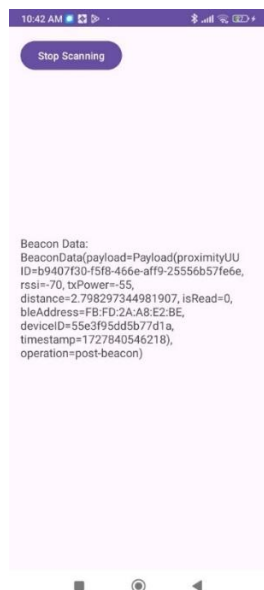 10:42 AM
Stop Scanning
Beacon Data:
BeaconData(payload=Payload(proximityUU
ID=b9407f30-f5f8-466e-aff9-25556b57fe6e,
rssi=-70, txPower=-55,
distance=2.798297344981907, isRead=0,
bleAddress=FB:FD:2A:A8:E2:BE,
deviceID=55e3f95dd5b77d1a,
timestamp=1727840546218),
operation=post-beacon)